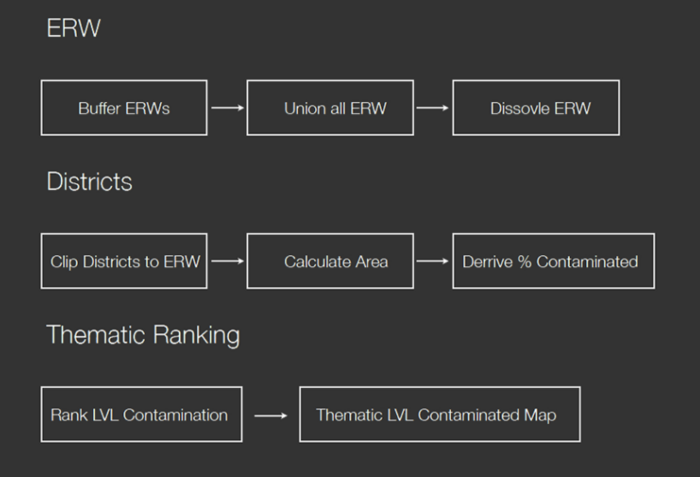 ERW
Buffer ERWs
Union all ERW
Dissovle ERW
Districts
Clip Districts to ERW
Calculate Area
Derrive % Contaminated
Thematic Ranking
Rank LVL Contamination
Thematic LVL Contaminated Map